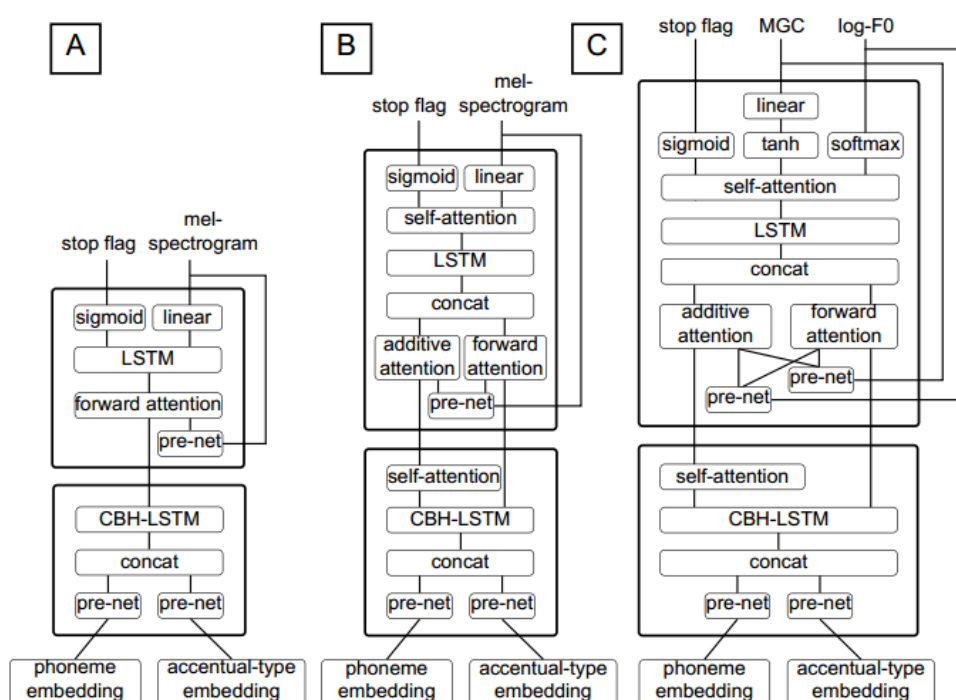 A
stop flag
mel-
spectrogram
sigmoid
linear
LSTM
forward attention
pre-net
CBH-LSTM
concat
pre-net
pre-net
phoneme
embedding
accentual-type
embedding
B
stop flag
mel-
spectrogram
sigmoid
linear
self-attention
LSTM
concat
additive
attention
forward
attention
pre-net
self-attention
CBH-LSTM
concat
pre-net
pre-net
phoneme
embedding
accentual-type
embedding
C
stop flag
MGC
log-F0
linear
sigmoid
tanh
softmax
self-attention
LSTM
concat
additive
attention
forward
attention
pre-net
pre-net
self-attention
CBH-LSTM
concat
pre-net
pre-net
phoneme
embedding
accentual-type
embedding